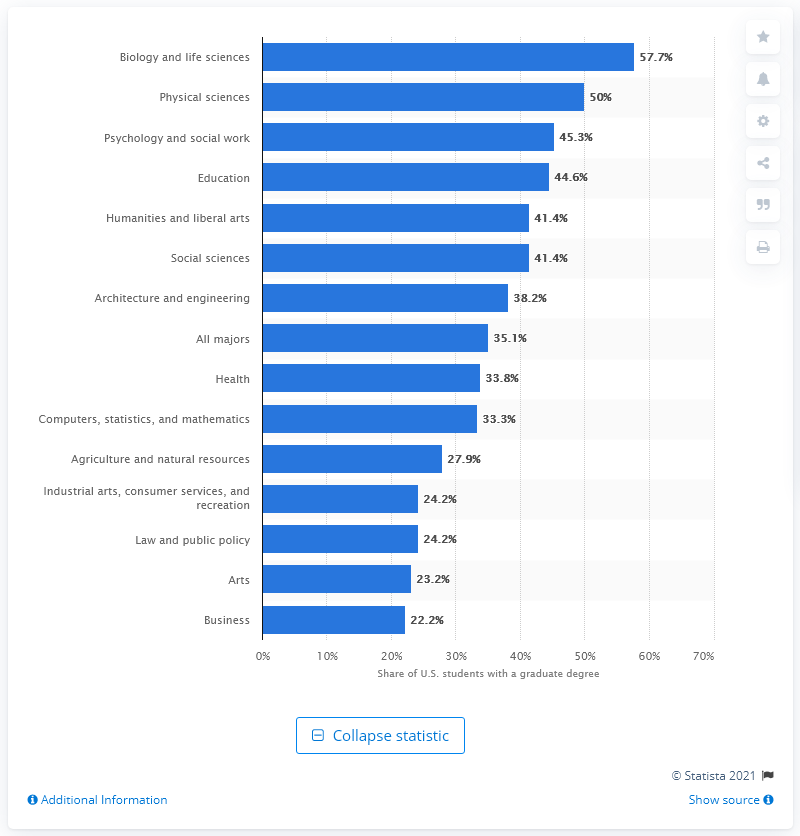 Biology and life sciences 57.7%
Physical sciences 50%
Psychology and social work 45.3%
Education 44.6%
Humanities and liberal arts 41.4%
Social sciences 41.4%
Architecture and engineering 38.2%
All majors 35.1%
Health 33.8%
Computers, statistics, and mathematics 33.3%
Agriculture and natural resources 27.9%
Industrial arts, consumer services, and
recreation 24.2%
Law and public policy 24.2%
Arts 23.2%
Business 22.2%
0% 10% 20% 30% 40% 50% 60% 70%
Share of U.S. students with a graduate degree
Collapse statistic
© Statista 2021
Additional Information Show source